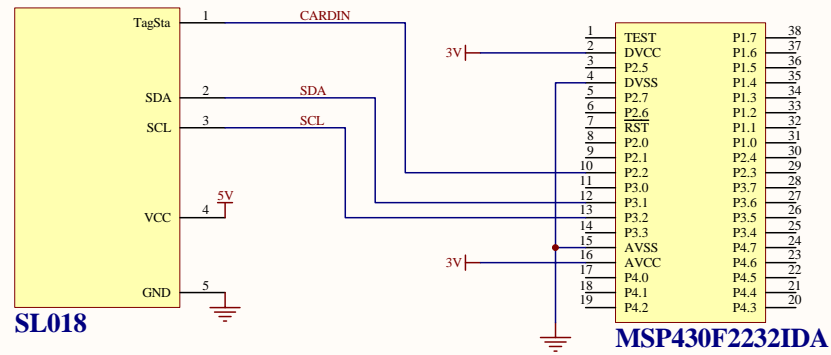 TagSta 1 CARDIN
SDA 2 SDA
SCL 3 SCL
VCC 4 5V
GND 5
SL018
3V
3V
1 TEST P1.7 38
2 DVCC P1.6 37
3 P2.5 P1.5 36
4 DVSS P1.4 35
5 P2.7 P1.3 34
6 P2.6 P1.2 33
7 RST P1.1 32
8 P2.0 P1.0 31
9 P2.1 P2.4 30
10 P2.2 P2.3 29
11 P3.0 P3.7 28
12 P3.1 P3.6 27
13 P3.2 P3.5 26
14 P3.3 P3.4 25
15 AVSS P4.7 24
16 AVCC P4.6 23
17 P4.0 P4.5 22
18 P4.1 P4.4 21
19 P4.2 P4.3 20
MSP430F2232IDA